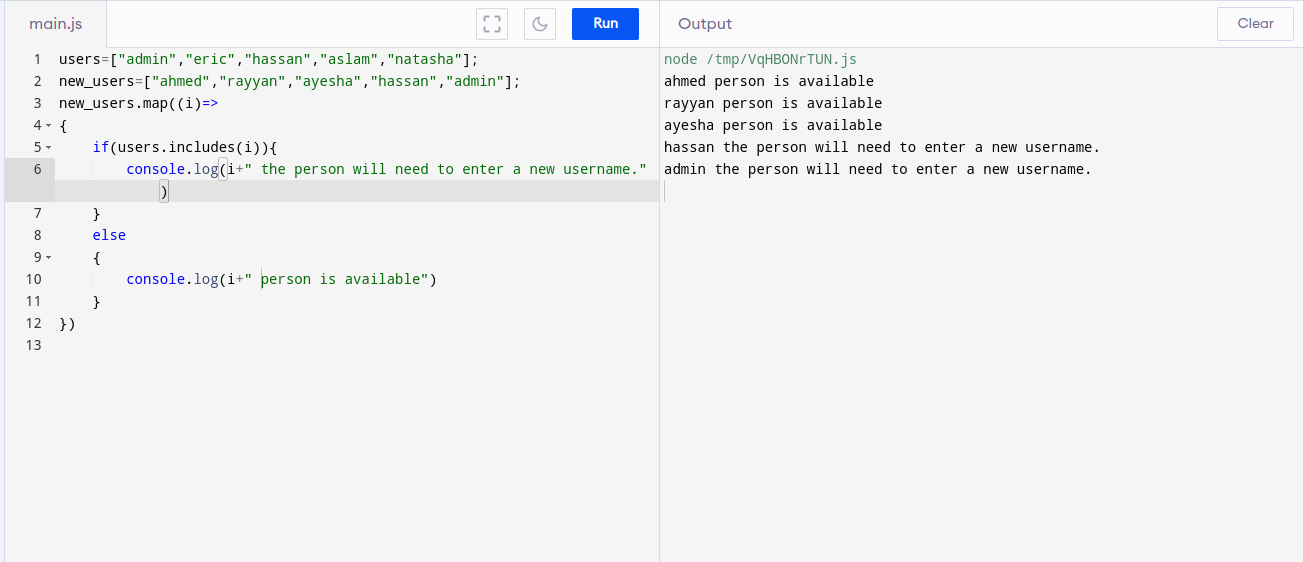 main.js
Run
Output
Clear
1 users=["admin","eric","hassan","aslam","natasha"];
2 new_users=["ahmed","rayyan","ayesha","hassan","admin"];
3 new_users.map((i)=>
4 {
5     if(users.includes(i)){
6         console.log(i+" the person will need to enter a new username."
            )
7     }
8     else
9     {
10         console.log(i+" person is available")
11     }
12 })
13
node /tmp/VqHBONrTUN.js
ahmed person is available
rayyan person is available
ayesha person is available
hassan the person will need to enter a new username.
admin the person will need to enter a new username.